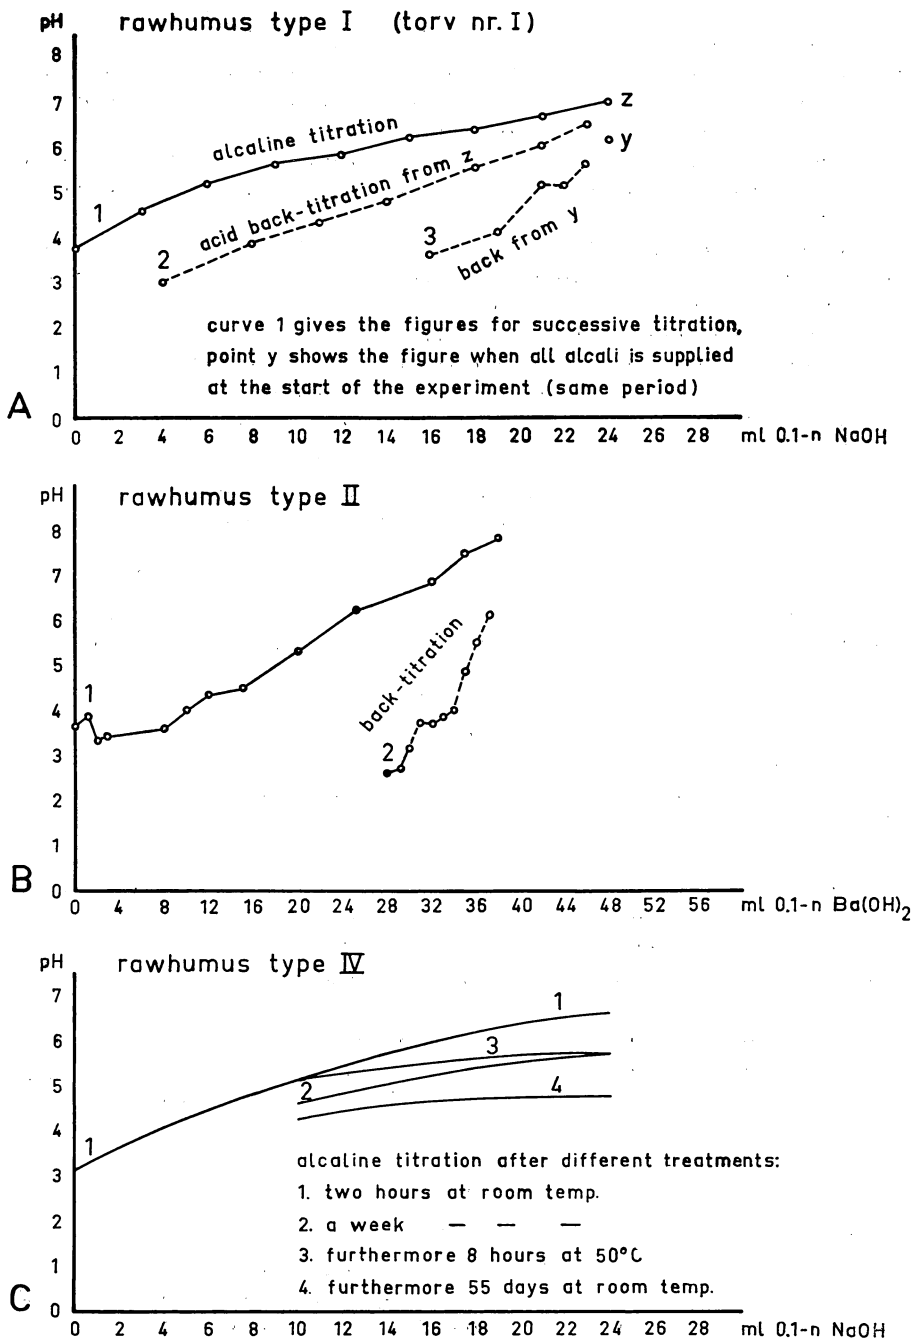 pH rawhumus type I (torv nr. I)
8
7
6
5
4
3
2
1
0
alcaline titration
z
y
1
acid back-titration from z
2
3
back from y
curve 1 gives the figures for successive titration,
point y shows the figure when all alcali is supplied
at the start of the experiment (same period)
A
0 2 4 6 8 10 12 14 16 18 20 22 24 26 28 ml 0.1-n NaOH
pH rawhumus type II
8
7
6
5
4
3
2
1
0
1
back-titration
2
B
0 4 8 12 16 20 24 28 32 36 40 44 48 52 56 ml 0.1-n Ba(OH)2
pH rawhumus type IV
7
6
5
4
3
2
1
0
1
1
3
2
4
alcaline titration after different treatments:
1. two hours at room temp.
2. a week — — —
3. furthermore 8 hours at 50°C
4. furthermore 55 days at room temp.
C
0 2 4 6 8 10 12 14 16 18 20 22 24 26 28 ml 0.1-n NaOH